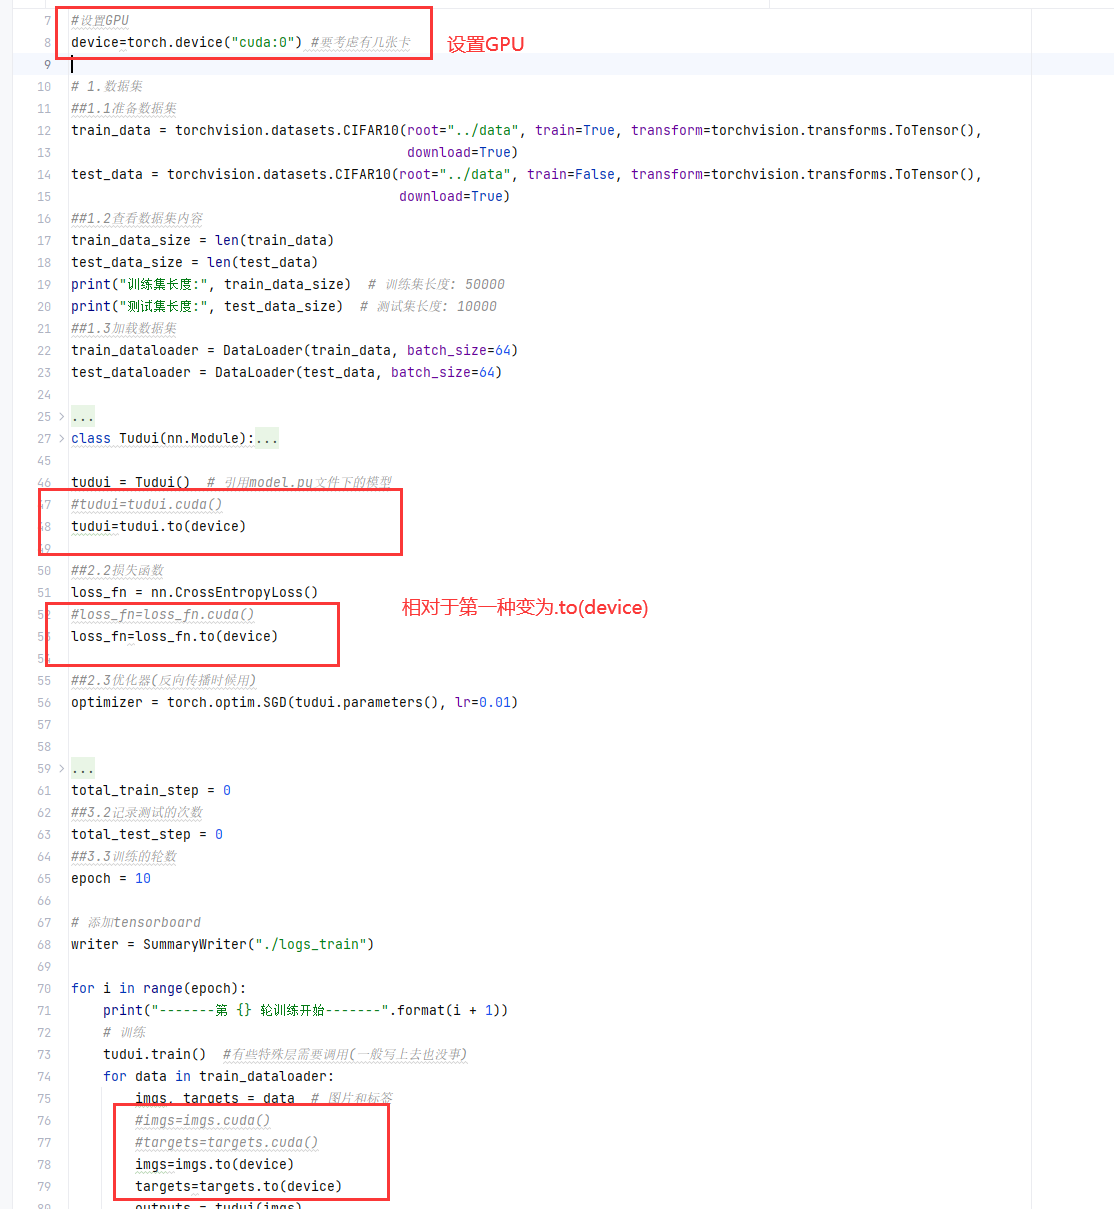 7 #设置GPU
8 device=torch.device("cuda:0") #要考虑有几张卡
设置GPU
9
10 # 1.数据集
11 ##1.1准备数据集
12 train_data = torchvision.datasets.CIFAR10(root="../data", train=True, transform=torchvision.transforms.ToTensor(),
13 download=True)
14 test_data = torchvision.datasets.CIFAR10(root="../data", train=False, transform=torchvision.transforms.ToTensor(),
15 download=True)
16 ##1.2查看数据集内容
17 train_data_size = len(train_data)
18 test_data_size = len(test_data)
19 print("训练集长度:", train_data_size) # 训练集长度: 50000
20 print("测试集长度:", test_data_size) # 测试集长度: 10000
21 ##1.3加载数据集
22 train_dataloader = DataLoader(train_data, batch_size=64)
23 test_dataloader = DataLoader(test_data, batch_size=64)
24
25 ...
27 class Tudui(nn.Module):...
45
46 tudui = Tudui() # 引用model.py文件下的模型
47 #tudui=tudui.cuda()
48 tudui=tudui.to(device)
49
50 ##2.2损失函数
51 loss_fn = nn.CrossEntropyLoss()
52 #loss_fn=loss_fn.cuda()
相对于第一种变为.to(device)
53 loss_fn=loss_fn.to(device)
54
55 ##2.3优化器(反向传播时候用)
56 optimizer = torch.optim.SGD(tudui.parameters(), lr=0.01)
57
58
59 ...
61 total_train_step = 0
62 ##3.2记录测试的次数
63 total_test_step = 0
64 ##3.3训练的轮数
65 epoch = 10
66
67 # 添加tensorboard
68 writer = SummaryWriter("./logs_train")
69
70 for i in range(epoch):
71 print("-------第 {} 轮训练开始-------".format(i + 1))
72 # 训练
73 tudui.train() #有些特殊层需要调用(一般写上去也没事)
74 for data in train_dataloader:
75 imgs, targets = data # 图片和标签
76 #imgs=imgs.cuda()
77 #targets=targets.cuda()
78 imgs=imgs.to(device)
79 targets=targets.to(device)
80 outputs = tudui(imgs)